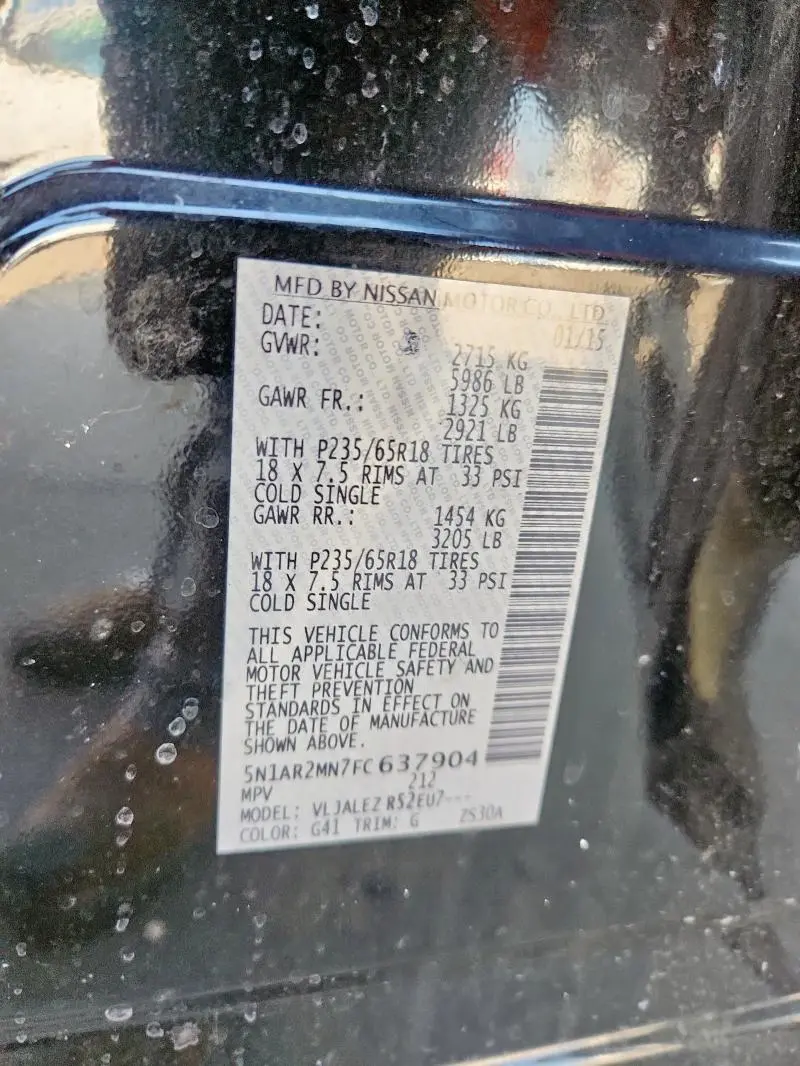 MFD BY NISSAN MOTOR CO., LTD.
DATE: 01/15
GVWR: 2715 KG
5986 LB
GAWR FR.: 1325 KG
2921 LB
WITH P235/65R18 TIRES
18 X 7.5 RIMS AT 33 PSI
COLD SINGLE
GAWR RR.: 1454 KG
3205 LB
WITH P235/65R18 TIRES
18 X 7.5 RIMS AT 33 PSI
COLD SINGLE
THIS VEHICLE CONFORMS TO
ALL APPLICABLE FEDERAL
MOTOR VEHICLE SAFETY AND
THEFT PREVENTION
STANDARDS IN EFFECT ON
THE DATE OF MANUFACTURE
SHOWN ABOVE.
5N1AR2MN7FC637904
MPV 212
MODEL: VLJALEZ R52EU7---
COLOR: G41 TRIM: G ZS30A